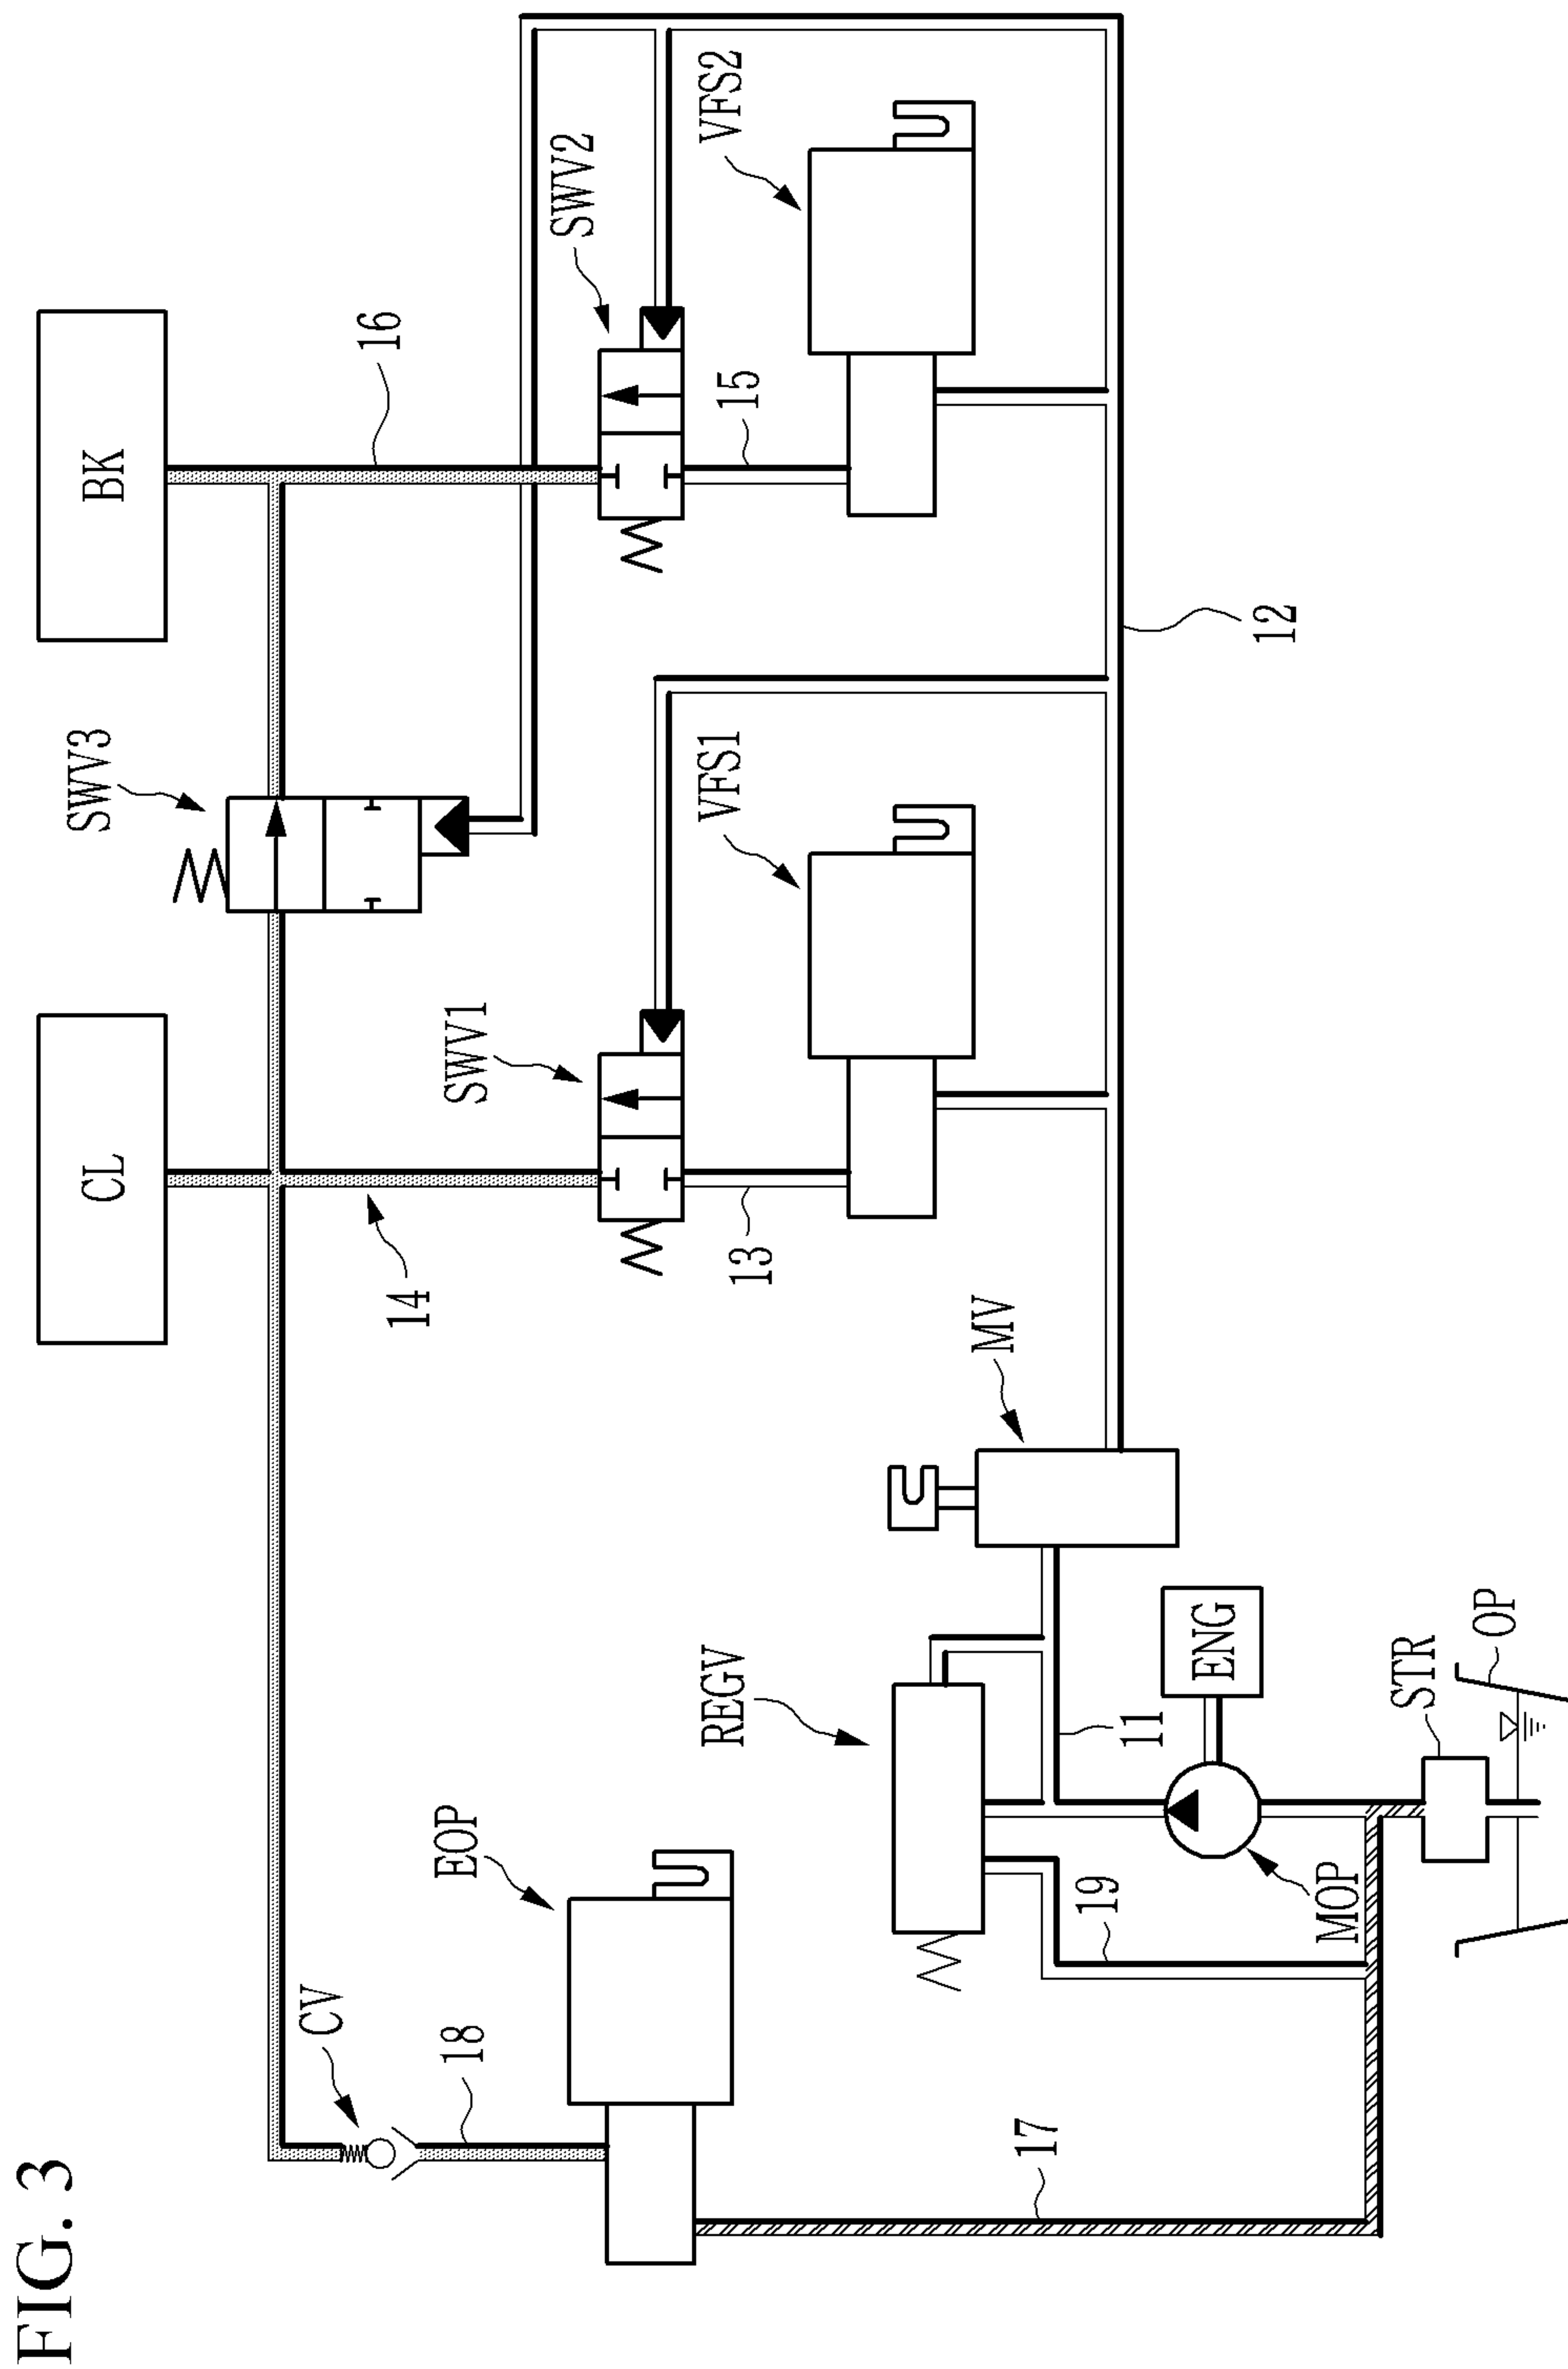 FIG. 3
BK
CL
16
SWV2
VFS2
15
SWV3
12
VFS1
SWV1
14
13
MV
ENG
OP
STR
REGV
11
EOP
19
MOP
CV
18
17